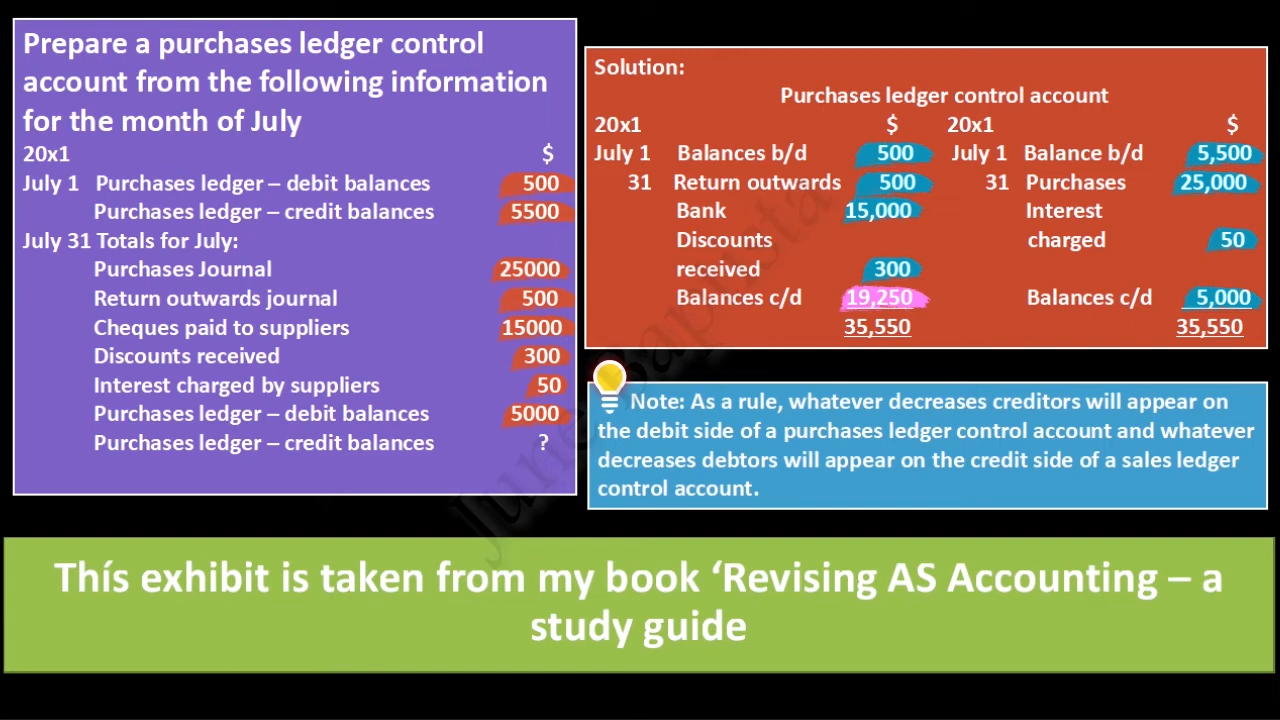 Prepare a purchases ledger control
account from the following information
for the month of July
20x1 $
July 1 Purchases ledger – debit balances 500
Purchases ledger – credit balances 5500
July 31 Totals for July:
Purchases Journal 25000
Return outwards journal 500
Cheques paid to suppliers 15000
Discounts received 300
Interest charged by suppliers 50
Purchases ledger – debit balances 5000
Purchases ledger – credit balances ?
Solution:
Purchases ledger control account
20x1 $ 20x1 $
July 1 Balances b/d 500 July 1 Balance b/d 5,500
31 Return outwards 500 31 Purchases 25,000
Bank 15,000 Interest
Discounts charged 50
received 300
Balances c/d 19,250 Balances c/d 5,000
35,550 35,550
Note: As a rule, whatever decreases creditors will appear on
the debit side of a purchases ledger control account and whatever
decreases debtors will appear on the credit side of a sales ledger
control account.
Thís exhibit is taken from my book ‘Revising AS Accounting – a
study guide